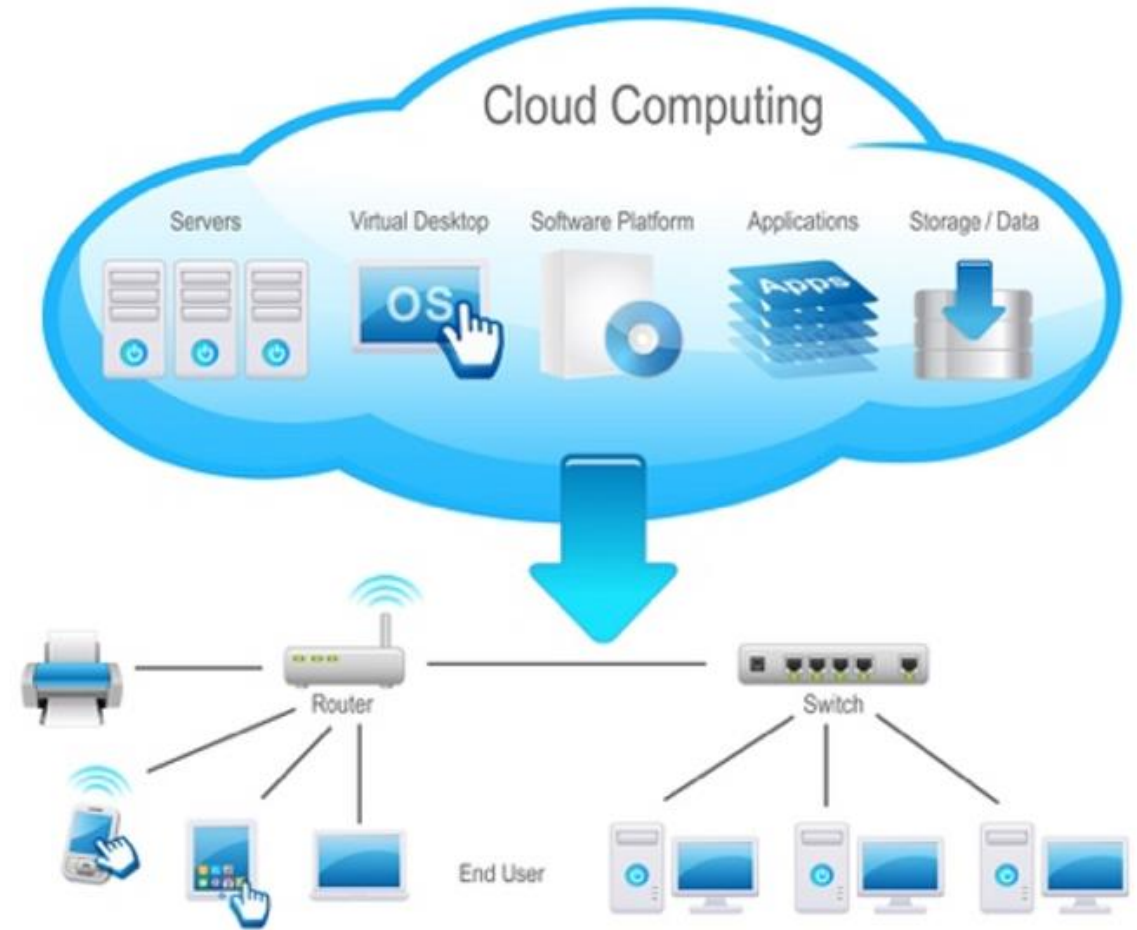 Cloud Computing
Servers
Virtual Desktop
Software Platform
Applications
Storage / Data
OS
Apps
Router
Switch
End User